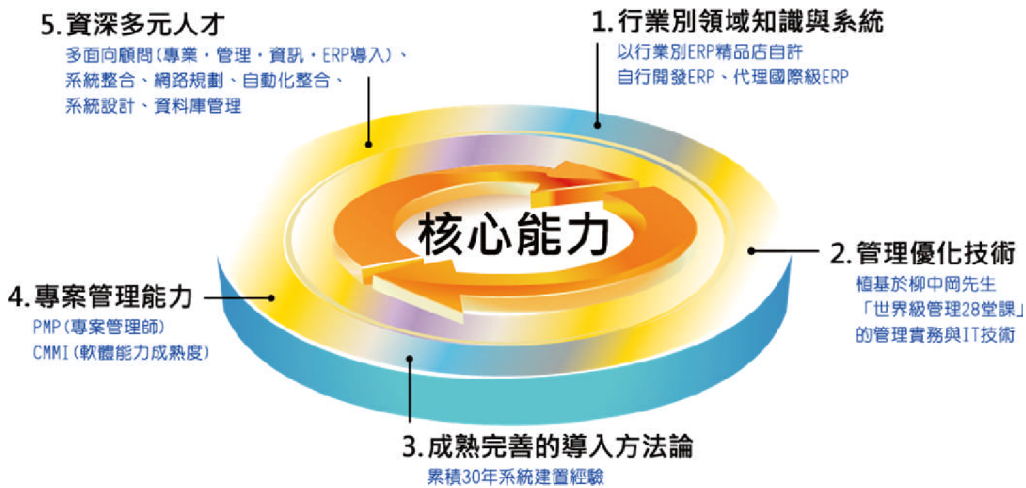 核心能力
1.行業別領域知識與系統
以行業別ERP精品店自許
自行開發ERP、代理國際級ERP
2.管理優化技術
植基於柳中岡先生
「世界級管理28堂課」
的管理實務與IT技術
3.成熟完善的導入方法論
累積30年系統建置經驗
4.專案管理能力
PMP(專案管理師)
CMMI(軟體能力成熟度)
5.資深多元人才
多面向顧問(專業・管理・資訊・ERP導入)、
系統整合、網路規劃、自動化整合、
系統設計、資料庫管理